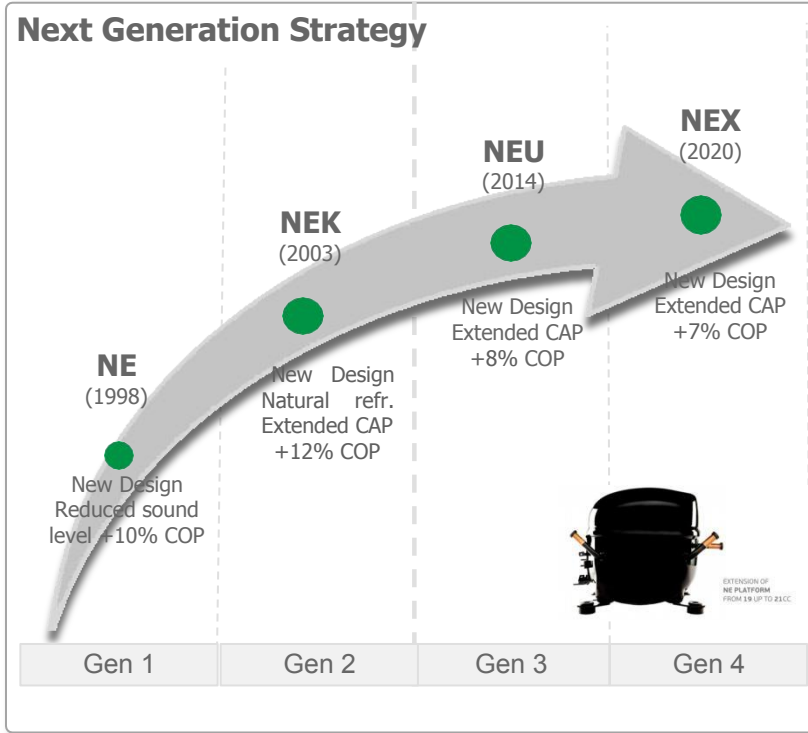 Next Generation Strategy
NE
(1998)
New Design
Reduced sound
level +10% COP
NEK
(2003)
New Design
Natural refr.
Extended CAP
+12% COP
NEU
(2014)
New Design
Extended CAP
+8% COP
NEX
(2020)
New Design
Extended CAP
+7% COP
EXTENSION OF
NE PLATFORM
FROM 19 UP TO 21CC
Gen 1
Gen 2
Gen 3
Gen 4